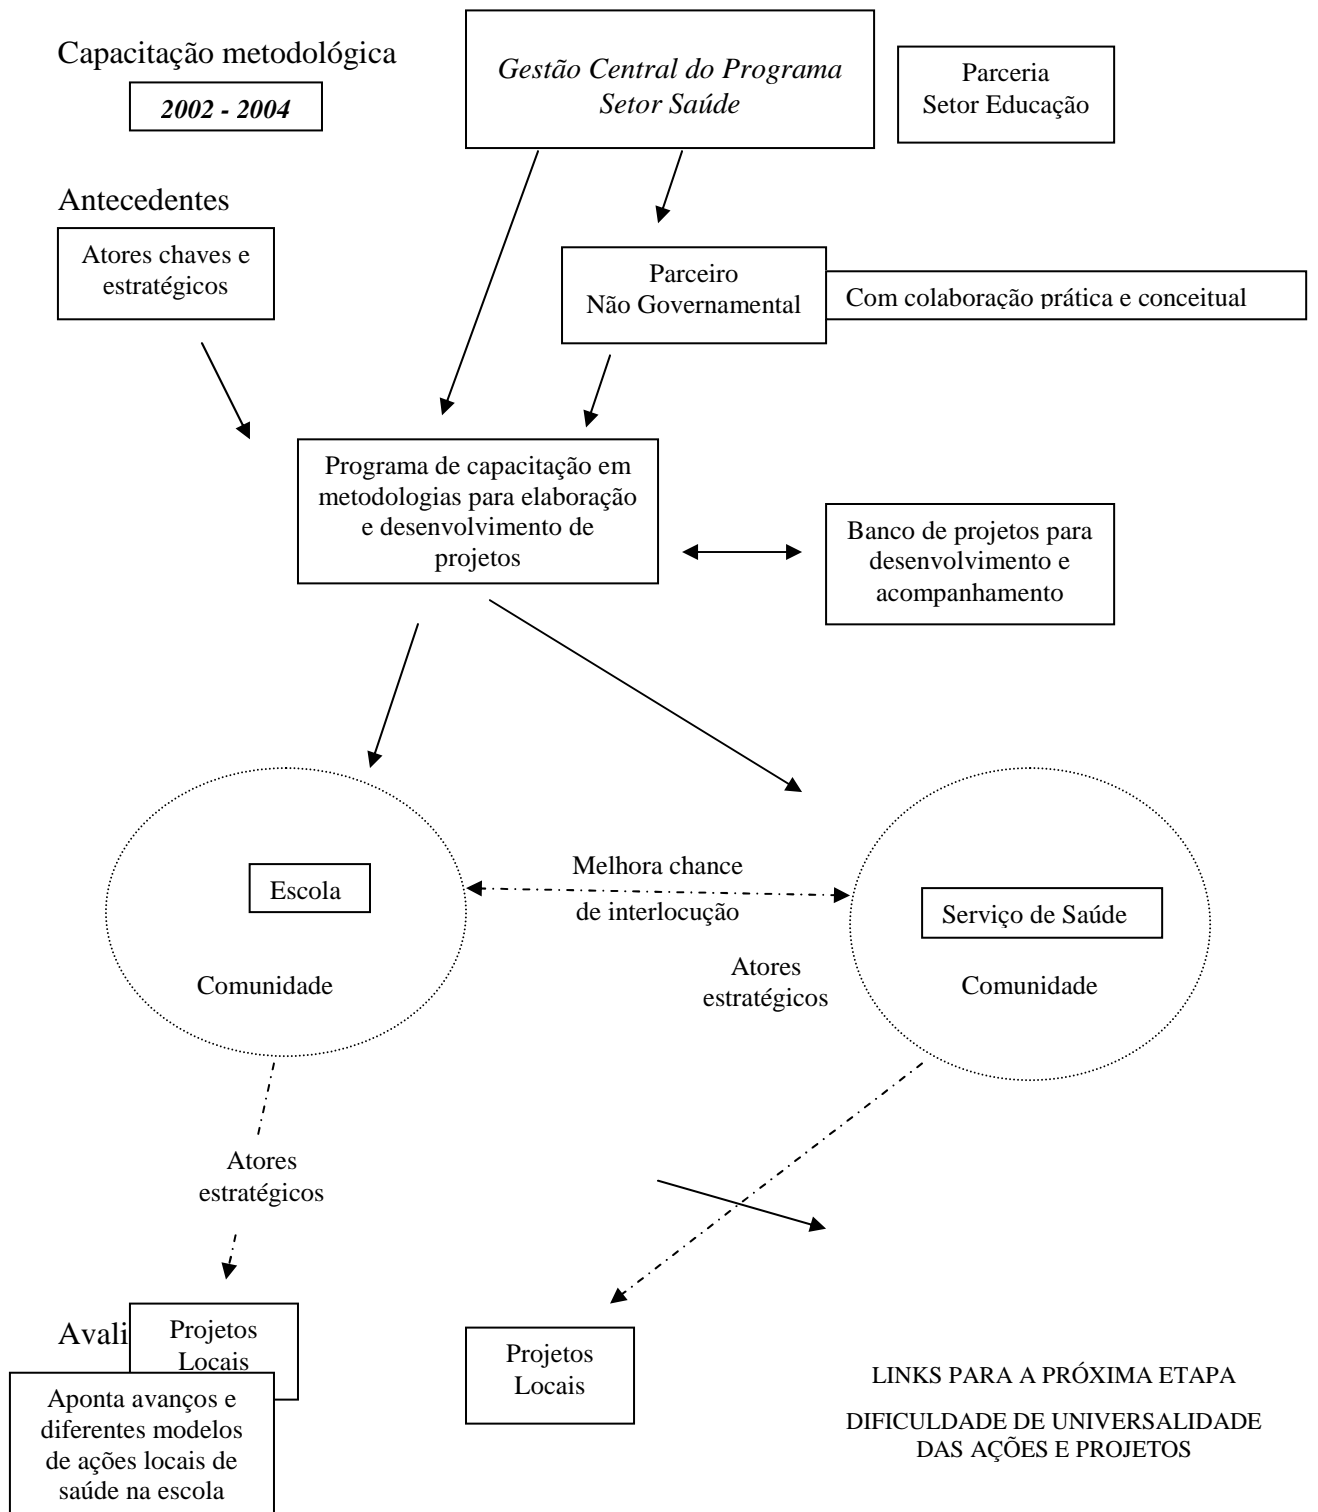 Capacitação metodológica
2002 - 2004
Gestão Central do Programa
Setor Saúde
Parceria
Setor Educação
Antecedentes
Atores chaves e
estratégicos
Parceiro
Não Governamental
Com colaboração prática e conceitual
Programa de capacitação em
metodologias para elaboração
e desenvolvimento de
projetos
Banco de projetos para
desenvolvimento e
acompanhamento
Escola
Comunidade
Melhora chance
de interlocução
Atores
estratégicos
Serviço de Saúde
Comunidade
Atores
estratégicos
Avali
Projetos
Locais
Aponta avanços e
diferentes modelos
de ações locais de
saúde na escola
Projetos
Locais
LINKS PARA A PRÓXIMA ETAPA
DIFICULDADE DE UNIVERSALIDADE
DAS AÇÕES E PROJETOS